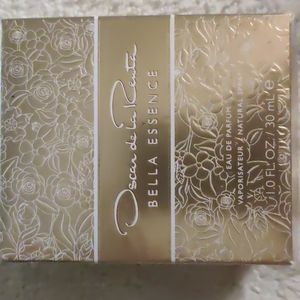 Oscar de la Renta
BELLA ESSENCE
EAU DE PARFUM
VAPORISATEUR / NATURAL SPRAY
1.0 FL.OZ / 30 ml ℮